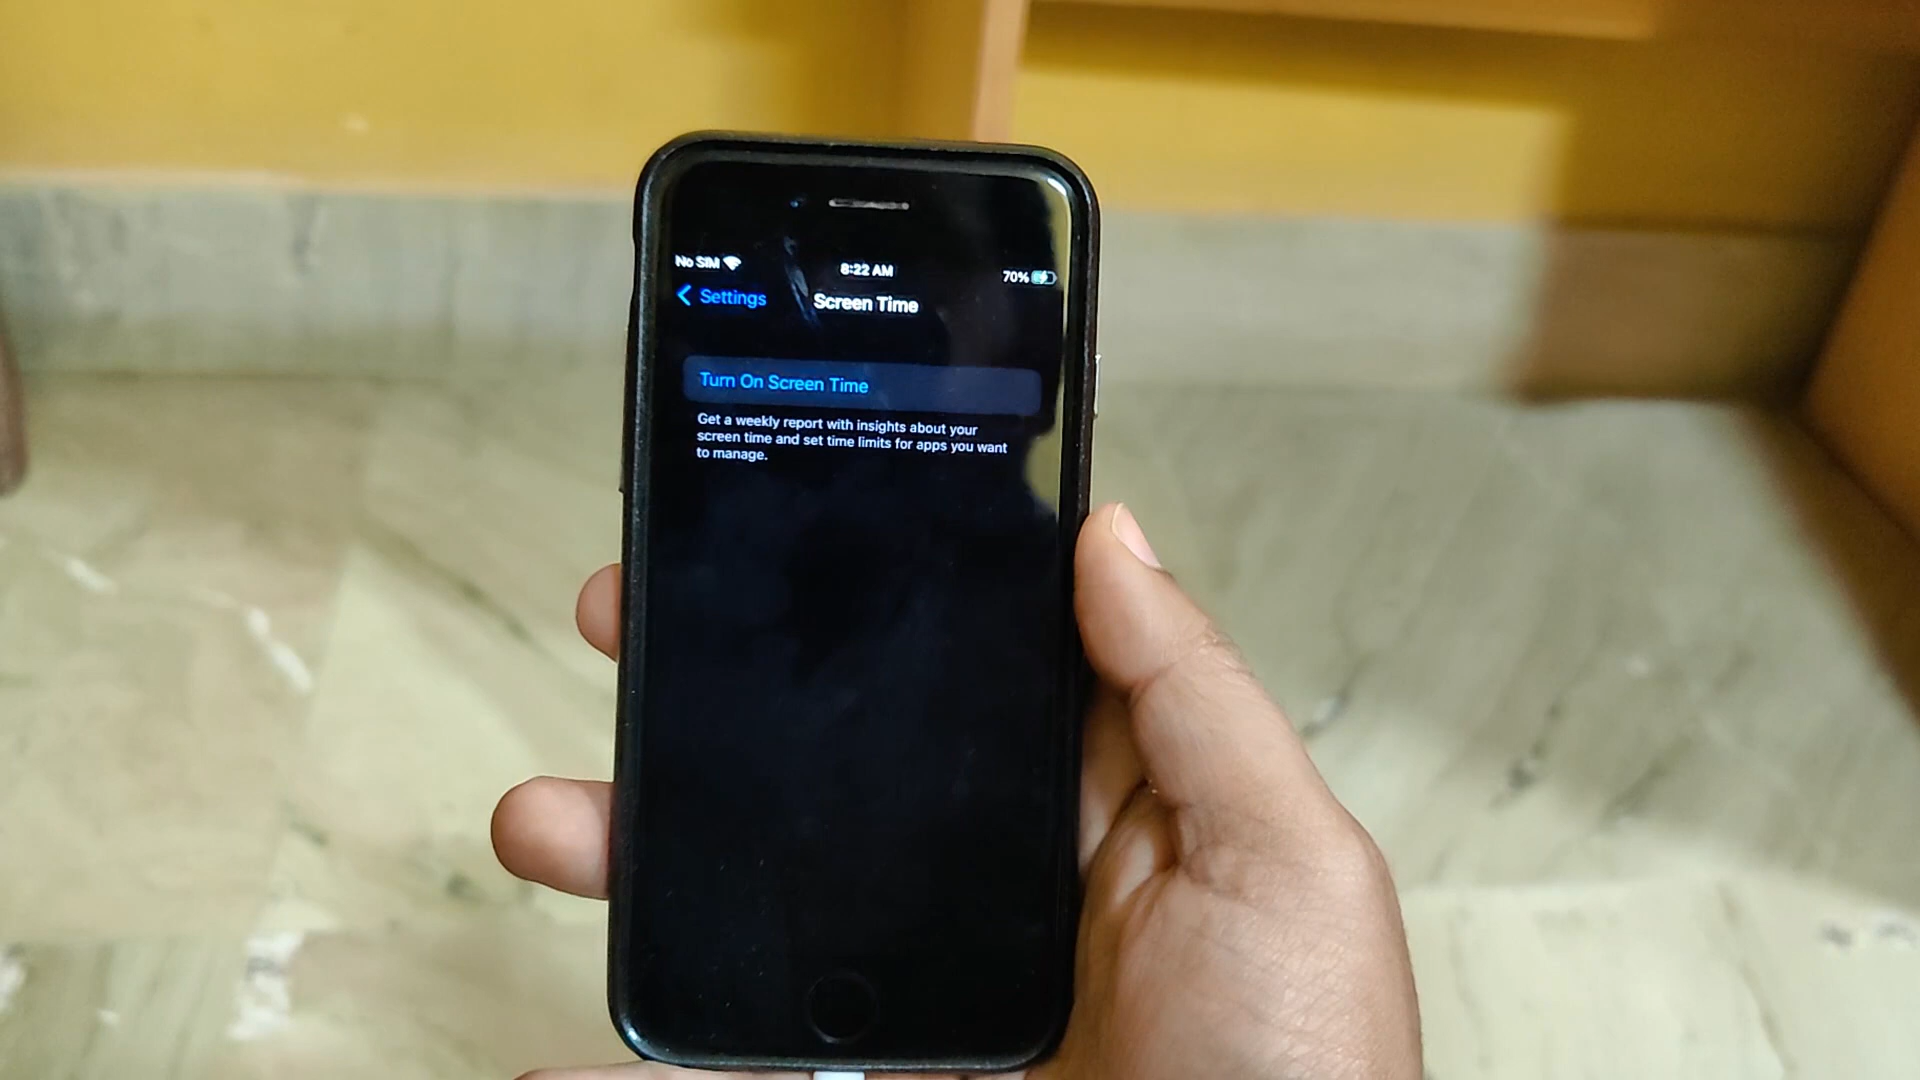 No SIM 8:22 AM 70%
Settings Screen Time
Turn On Screen Time
Get a weekly report with insights about your
screen time and set time limits for apps you want
to manage.